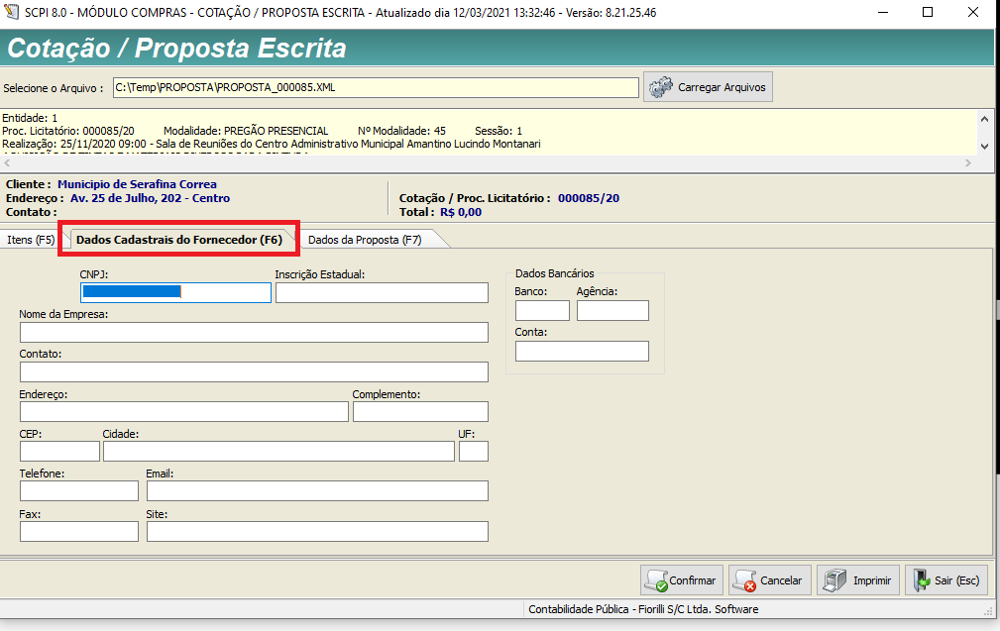 SCPI 8.0 - MÓDULO COMPRAS - COTAÇÃO / PROPOSTA ESCRITA - Atualizado dia 12/03/2021 13:32:46 - Versão: 8.21.25.46
Cotação / Proposta Escrita
Selecione o Arquivo : C:\Temp\PROPOSTA\PROPOSTA_000085.XML Carregar Arquivos
Entidade: 1
Proc. Licitatório: 000085/20 Modalidade: PREGÃO PRESENCIAL Nº Modalidade: 45 Sessão: 1
Realização: 25/11/2020 09:00 - Sala de Reuniões do Centro Administrativo Municipal Amantino Lucindo Montanari
Cliente : Municipio de Serafina Correa
Endereço : Av. 25 de Julho, 202 - Centro Cotação / Proc. Licitatório : 000085/20
Contato : Total : R$ 0,00
Itens (F5) Dados Cadastrais do Fornecedor (F6) Dados da Proposta (F7)
CNPJ: Inscrição Estadual: Dados Bancários
Banco: Agência:
Nome da Empresa:
Conta:
Contato:
Endereço: Complemento:
CEP: Cidade: UF:
Telefone: Email:
Fax: Site:
Confirmar Cancelar Imprimir Sair (Esc)
Contabilidade Pública - Fiorilli S/C Ltda. Software